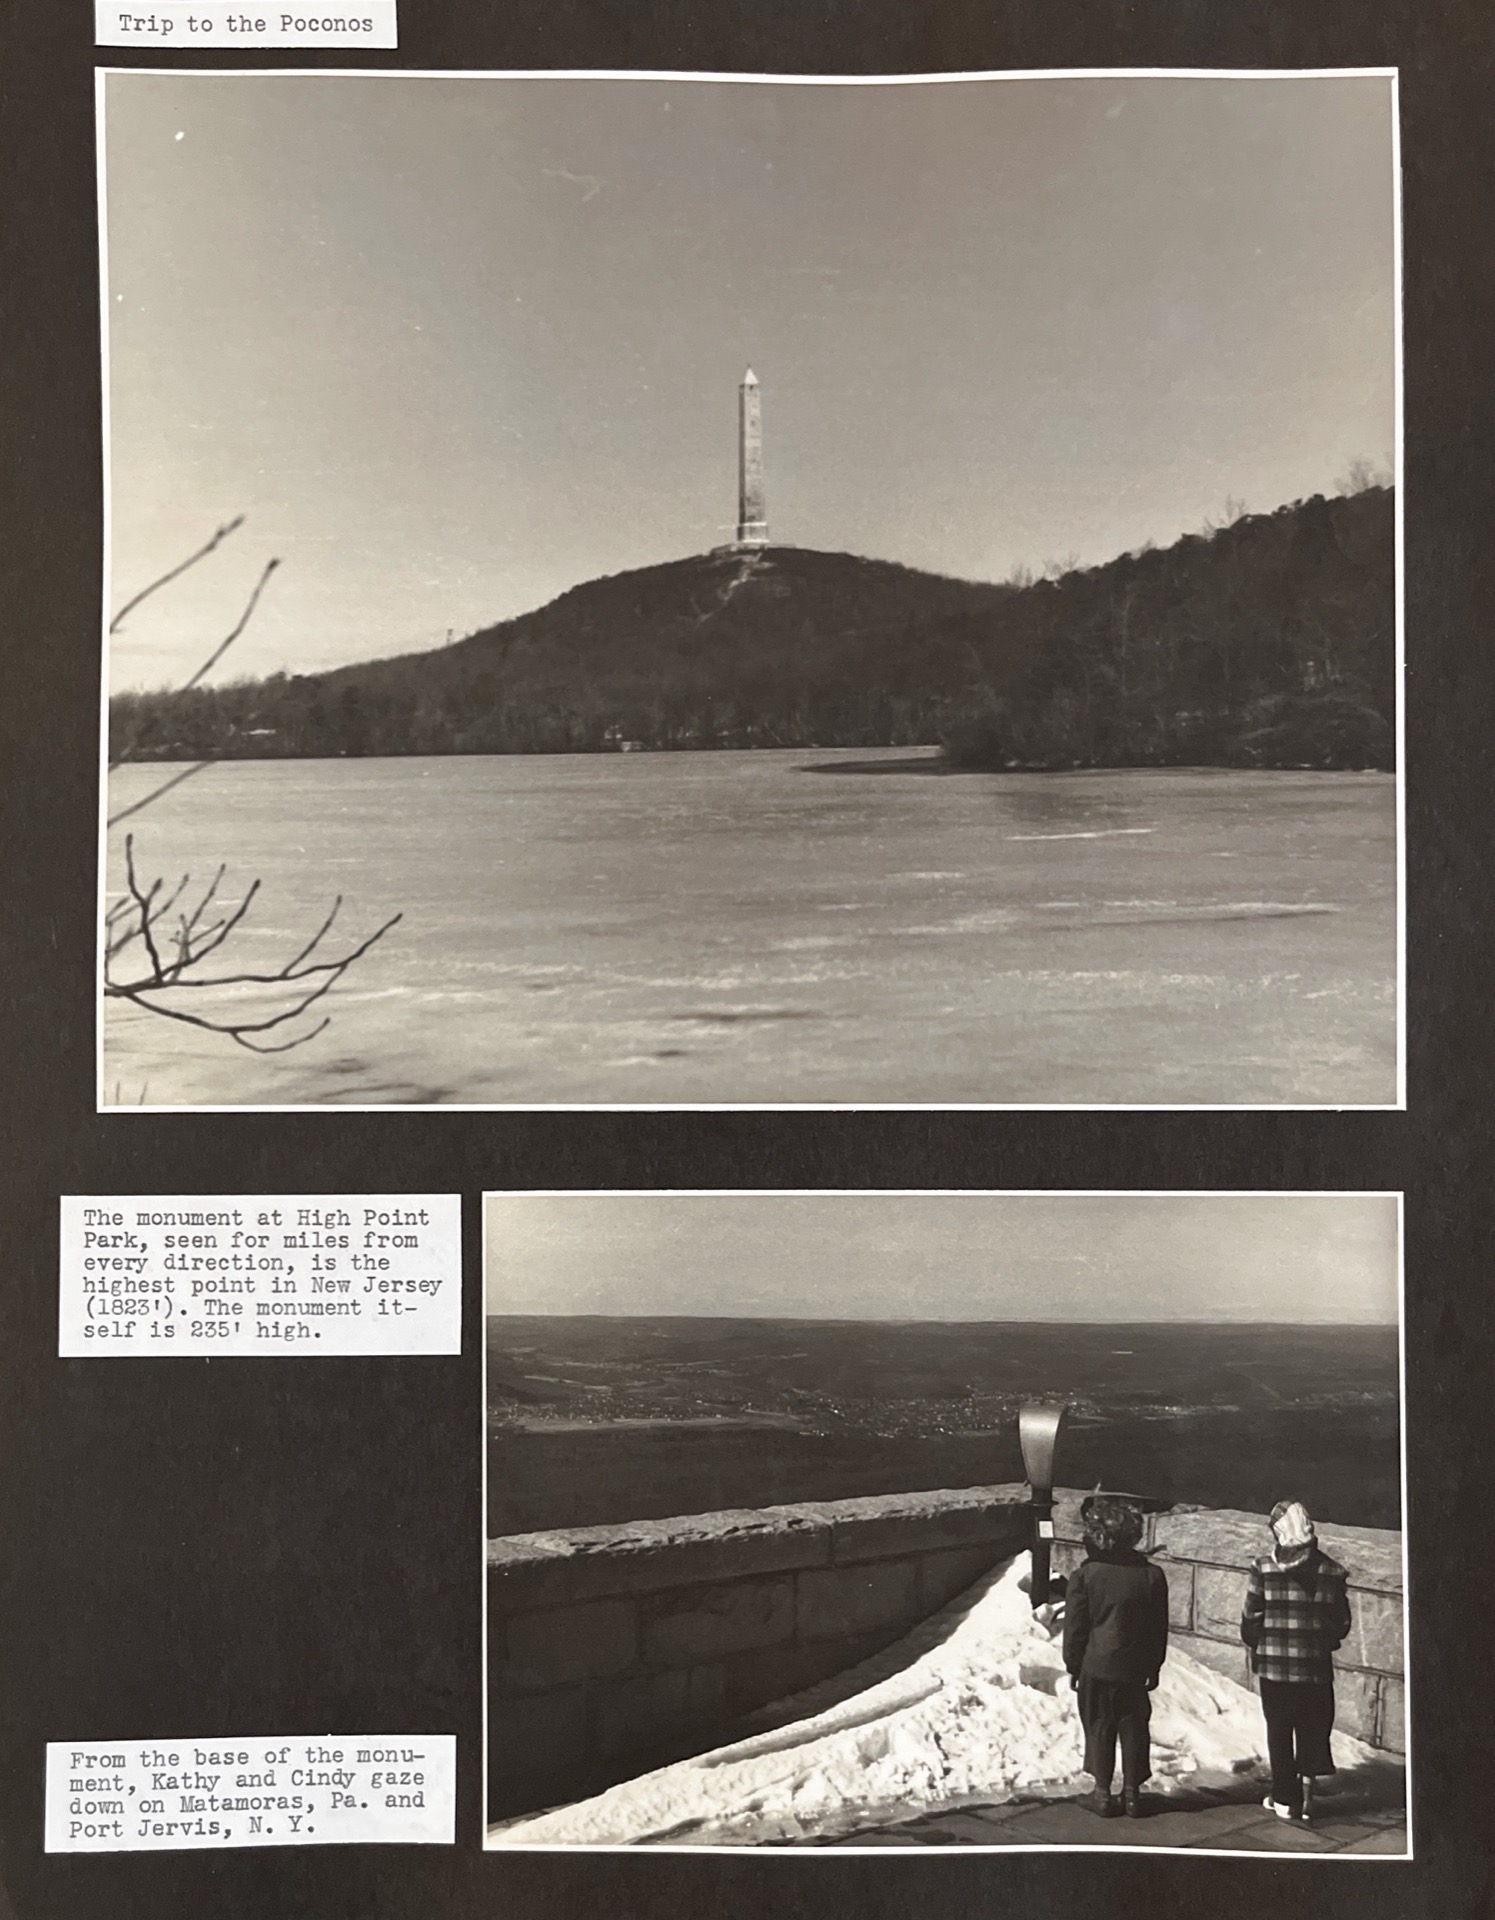 Trip to the Poconos
The monument at High Point
Park, seen for miles from
every direction, is the
highest point in New Jersey
(1823'). The monument it-
self is 235' high.
From the base of the monu-
ment, Kathy and Cindy gaze
down on Matamoras, Pa. and
Port Jervis, N. Y.